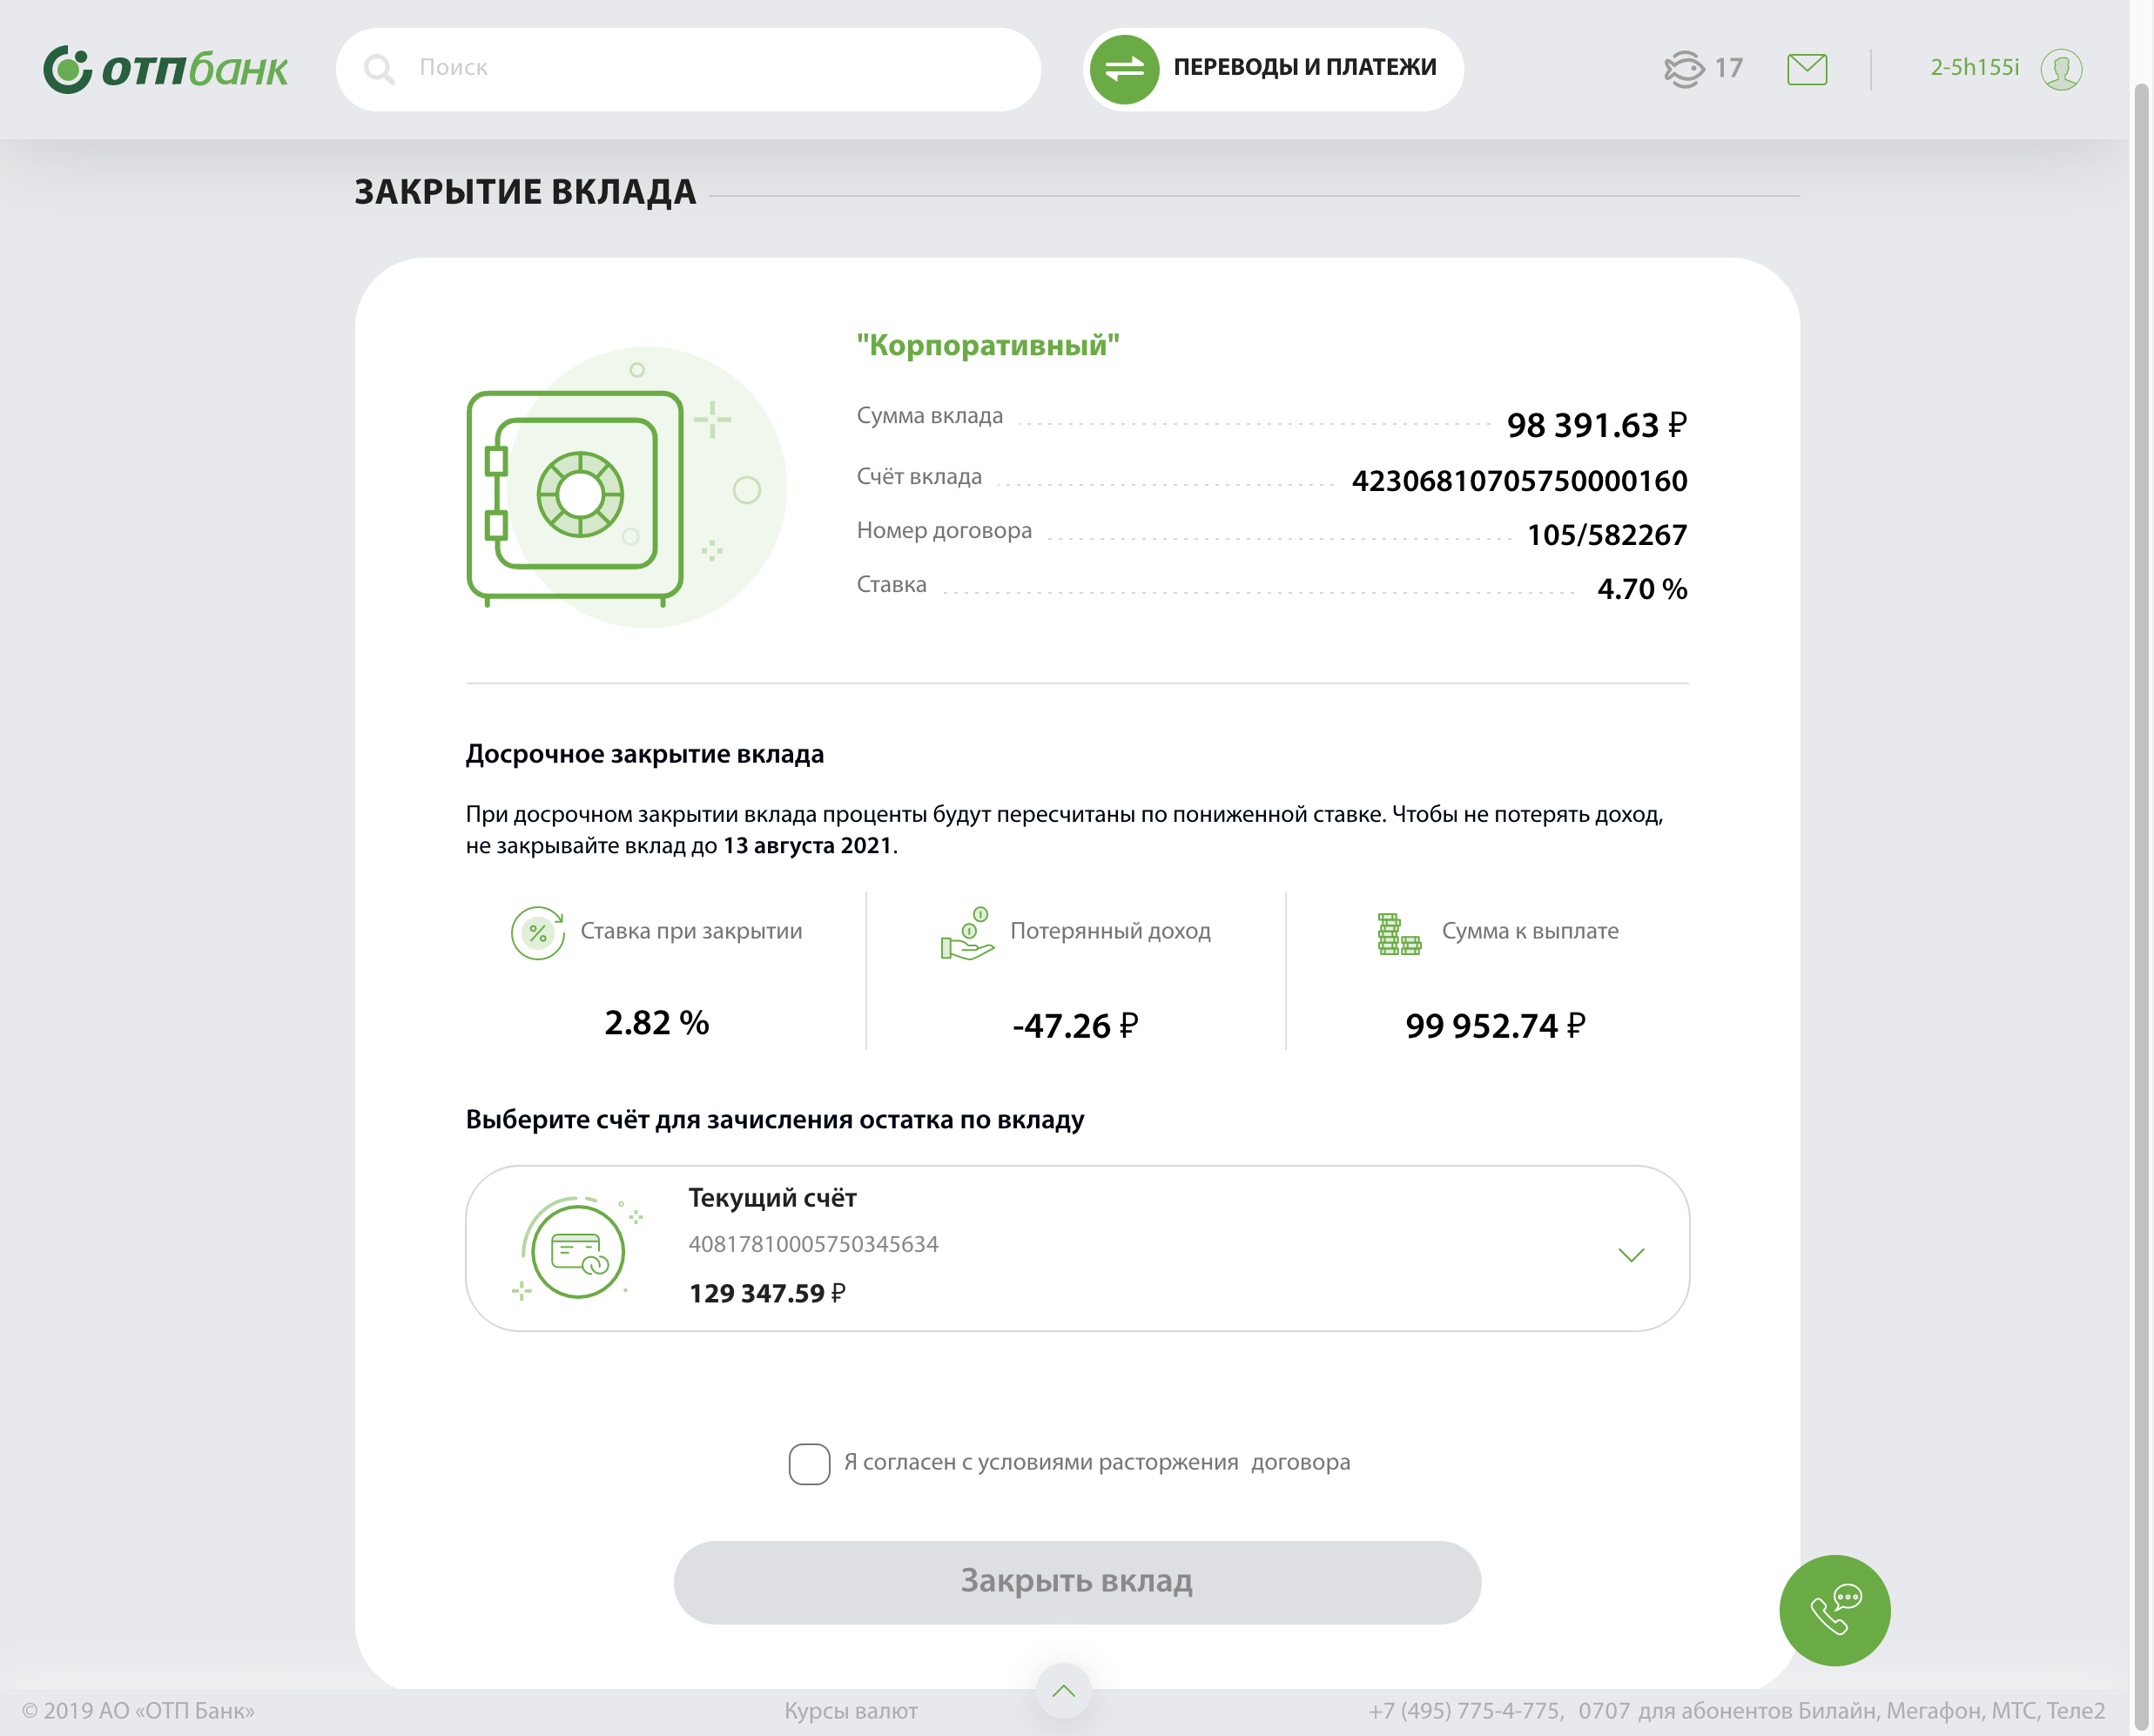 ОТПбанк
Поиск
ПЕРЕВОДЫ И ПЛАТЕЖИ
17
2-5h155i
ЗАКРЫТИЕ ВКЛАДА
"Корпоративный"
Сумма вклада 98 391.63 ₽
Счёт вклада 42306810705750000160
Номер договора 105/582267
Ставка 4.70 %
Досрочное закрытие вклада
При досрочном закрытии вклада проценты будут пересчитаны по пониженной ставке. Чтобы не потерять доход,
не закрывайте вклад до 13 августа 2021.
Ставка при закрытии
2.82 %
Потерянный доход
-47.26 ₽
Сумма к выплате
99 952.74 ₽
Выберите счёт для зачисления остатка по вкладу
Текущий счёт
40817810005750345634
129 347.59 ₽
Я согласен с условиями расторжения договора
Закрыть вклад
© 2019 АО «ОТП Банк» Курсы валют +7 (495) 775-4-775, 0707 для абонентов Билайн, Мегафон, МТС, Теле2